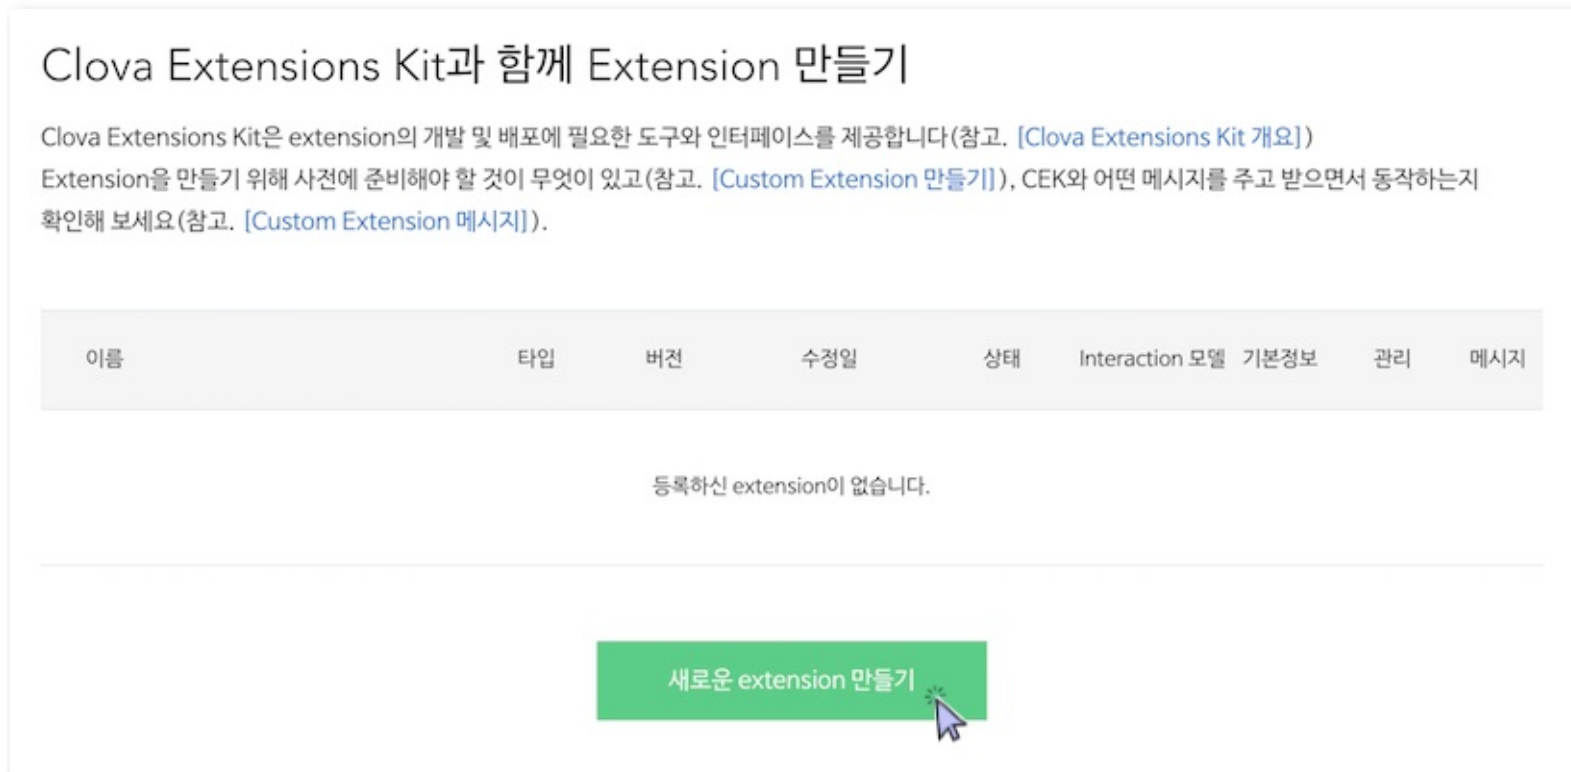 Clova Extensions Kit과 함께 Extension 만들기
Clova Extensions Kit은 extension의 개발 및 배포에 필요한 도구와 인터페이스를 제공합니다(참고. [Clova Extensions Kit 개요])
Extension을 만들기 위해 사전에 준비해야 할 것이 무엇이 있고(참고. [Custom Extension 만들기]), CEK와 어떤 메시지를 주고 받으면서 동작하는지
확인해 보세요(참고. [Custom Extension 메시지]).
이름 타입 버전 수정일 상태 Interaction 모델 기본정보 관리 메시지
등록하신 extension이 없습니다.
새로운 extension 만들기